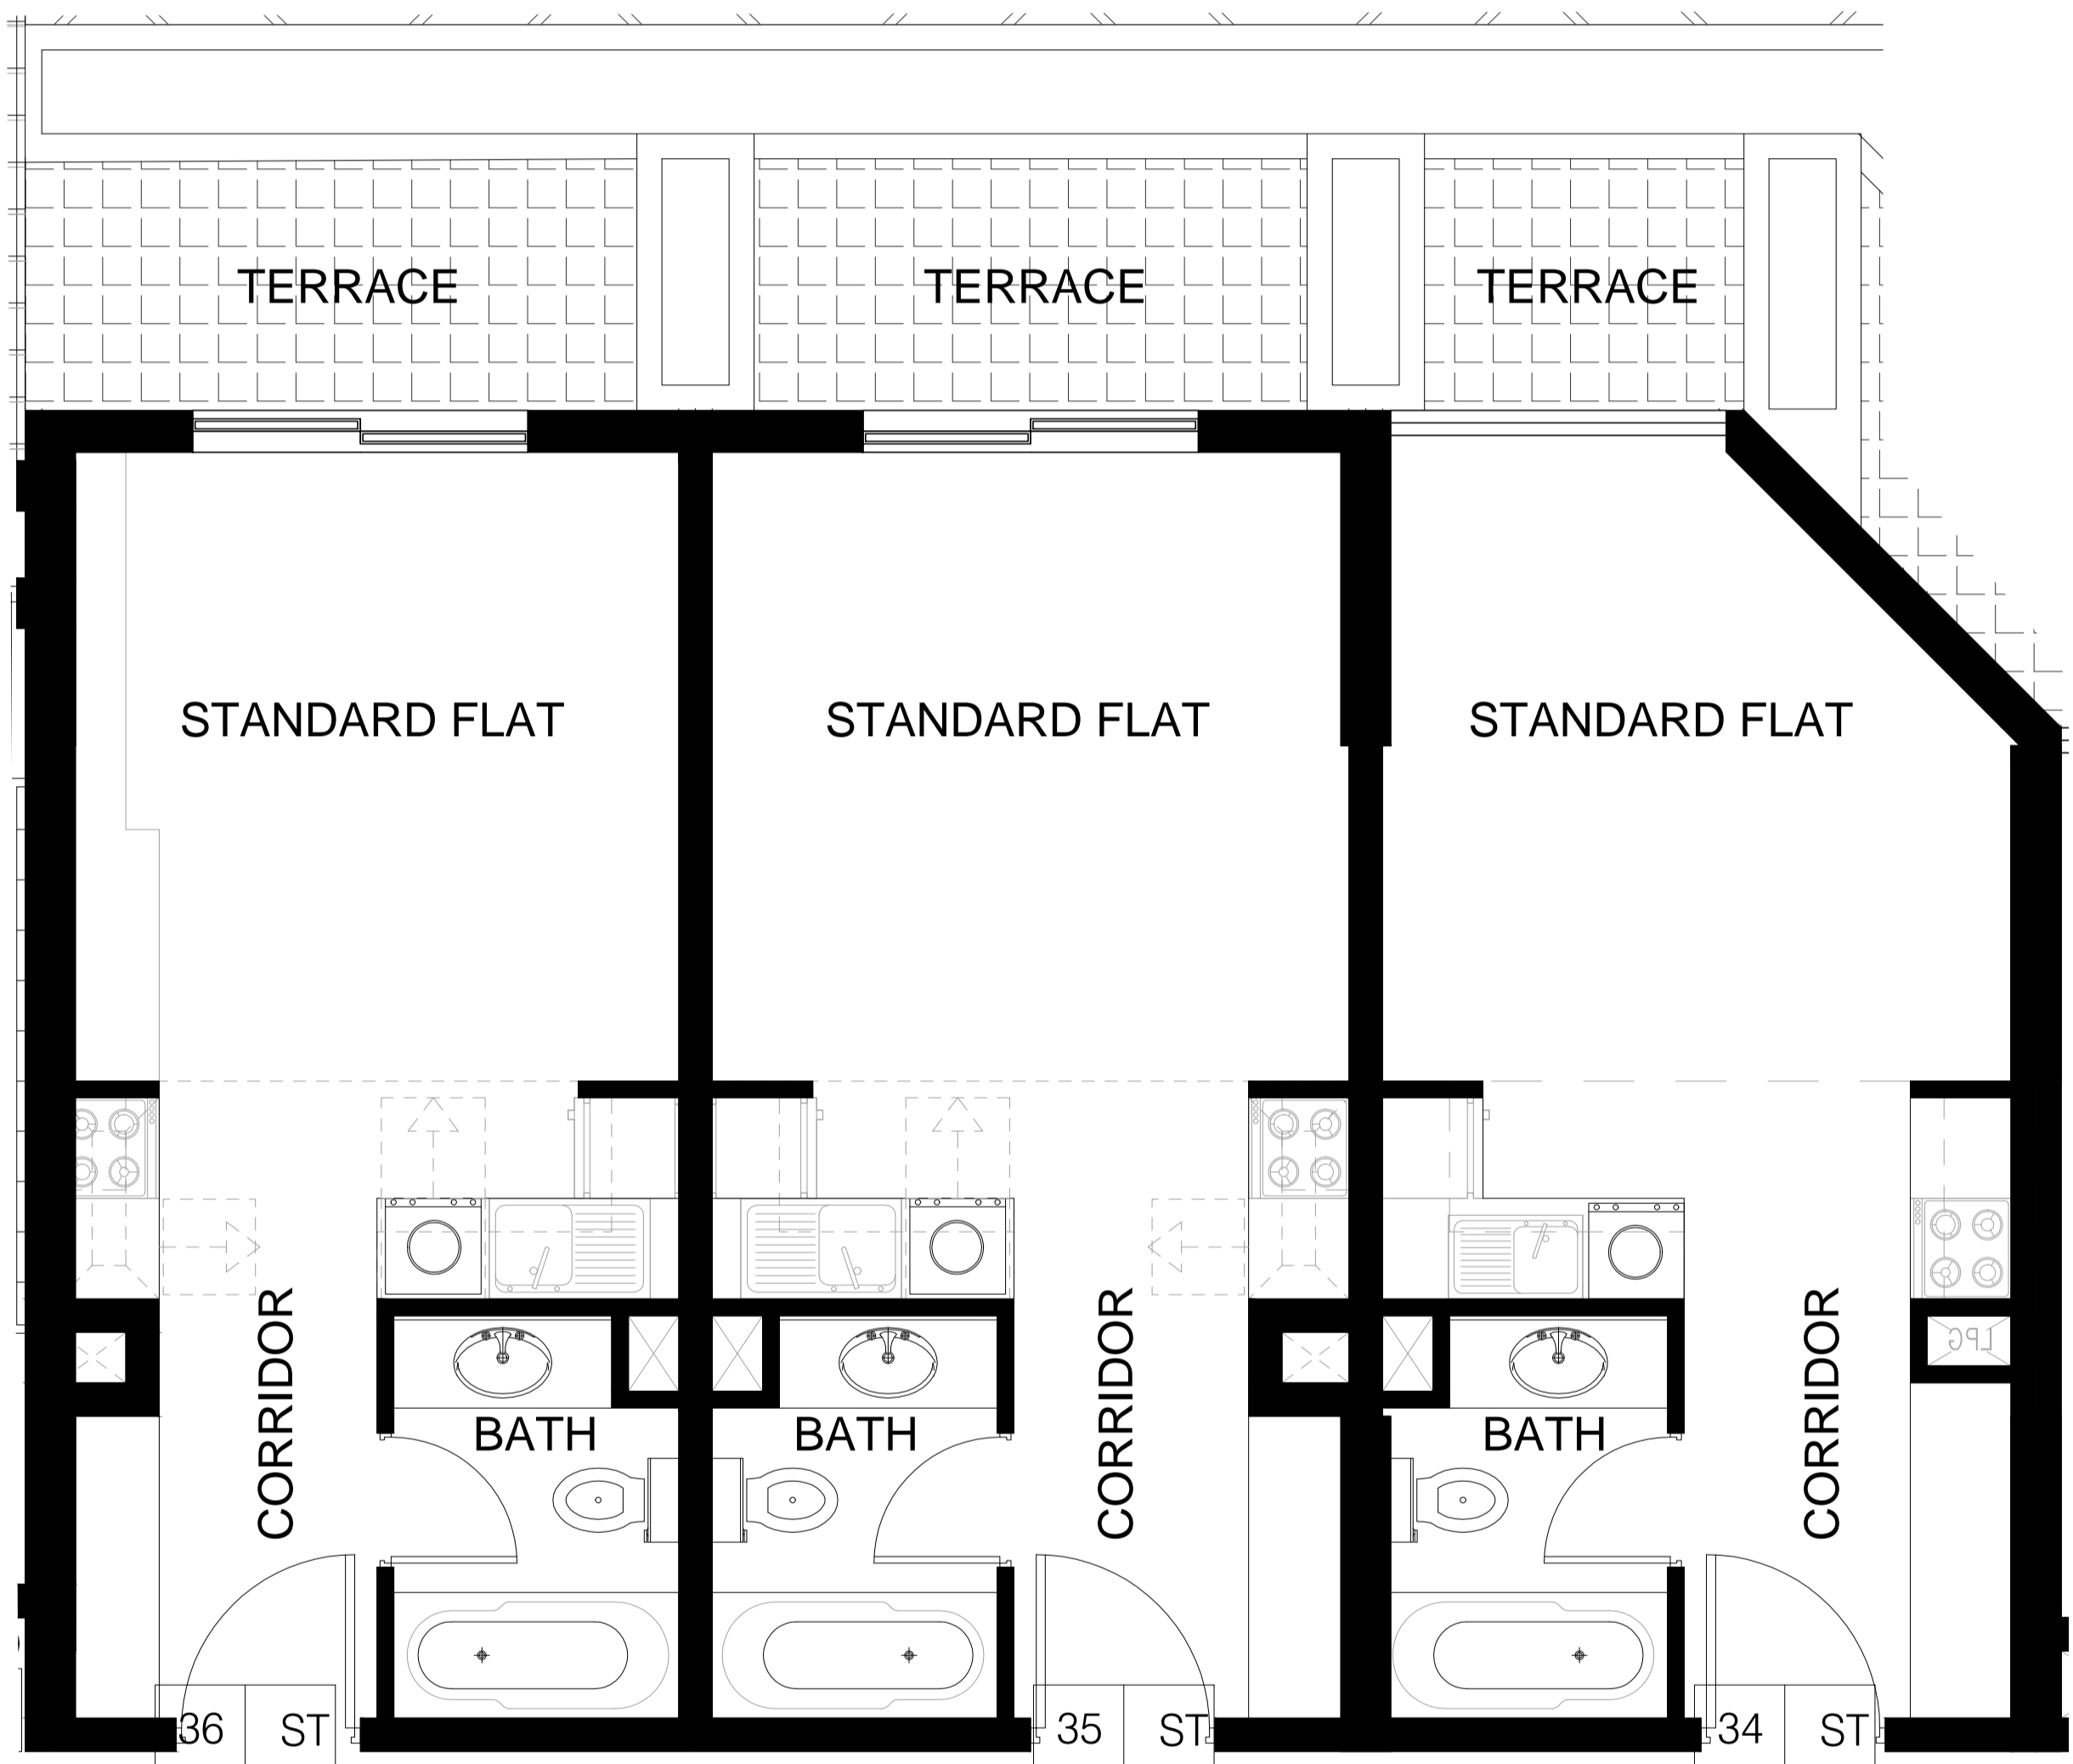 TERRACE
TERRACE
TERRACE
STANDARD FLAT
STANDARD FLAT
STANDARD FLAT
CORRIDOR
BATH
BATH
CORRIDOR
BATH
CORRIDOR
LPG
36 ST
35 ST
34 ST